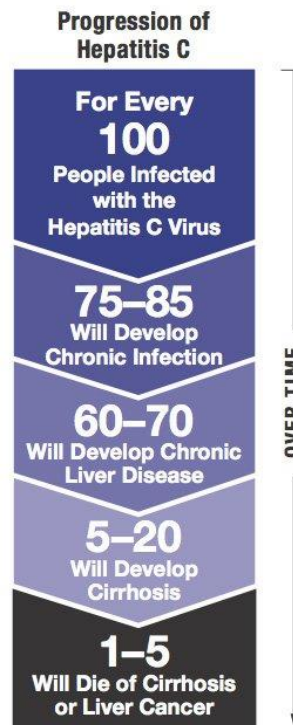 Progression of
Hepatitis C
For Every
100
People Infected
with the
Hepatitis C Virus
75–85
Will Develop
Chronic Infection
60–70
Will Develop Chronic
Liver Disease
5–20
Will Develop
Cirrhosis
1–5
Will Die of Cirrhosis
or Liver Cancer
OVER TIME